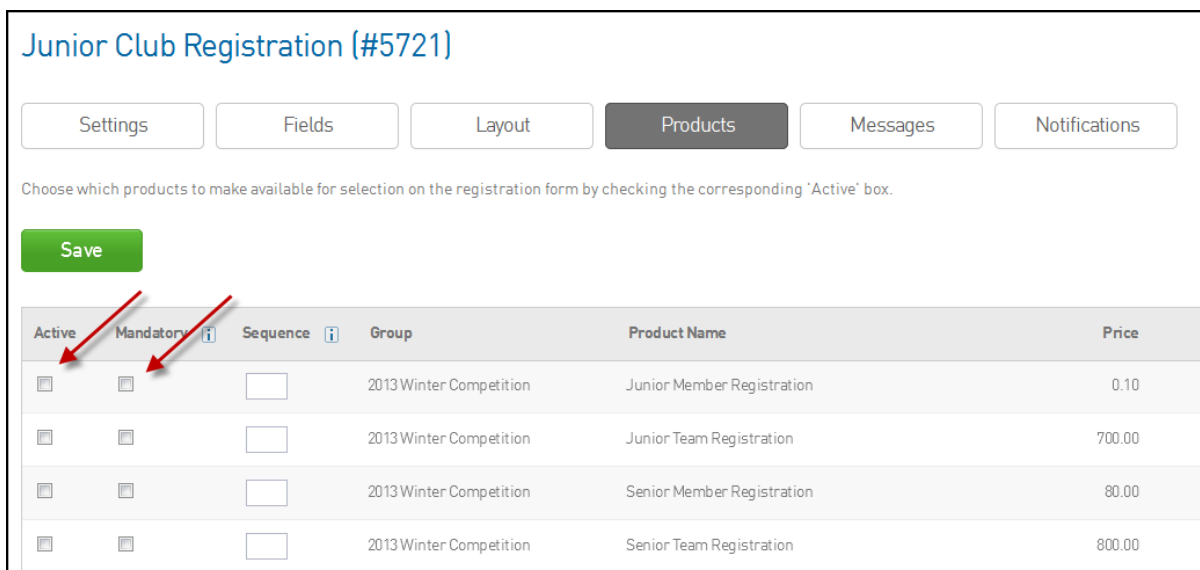 Junior Club Registration (#5721)
Settings Fields Layout Products Messages Notifications
Choose which products to make available for selection on the registration form by checking the corresponding 'Active' box.
Save
Active Mandatory i Sequence i Group Product Name Price
2013 Winter Competition Junior Member Registration 0.10
2013 Winter Competition Junior Team Registration 700.00
2013 Winter Competition Senior Member Registration 80.00
2013 Winter Competition Senior Team Registration 800.00